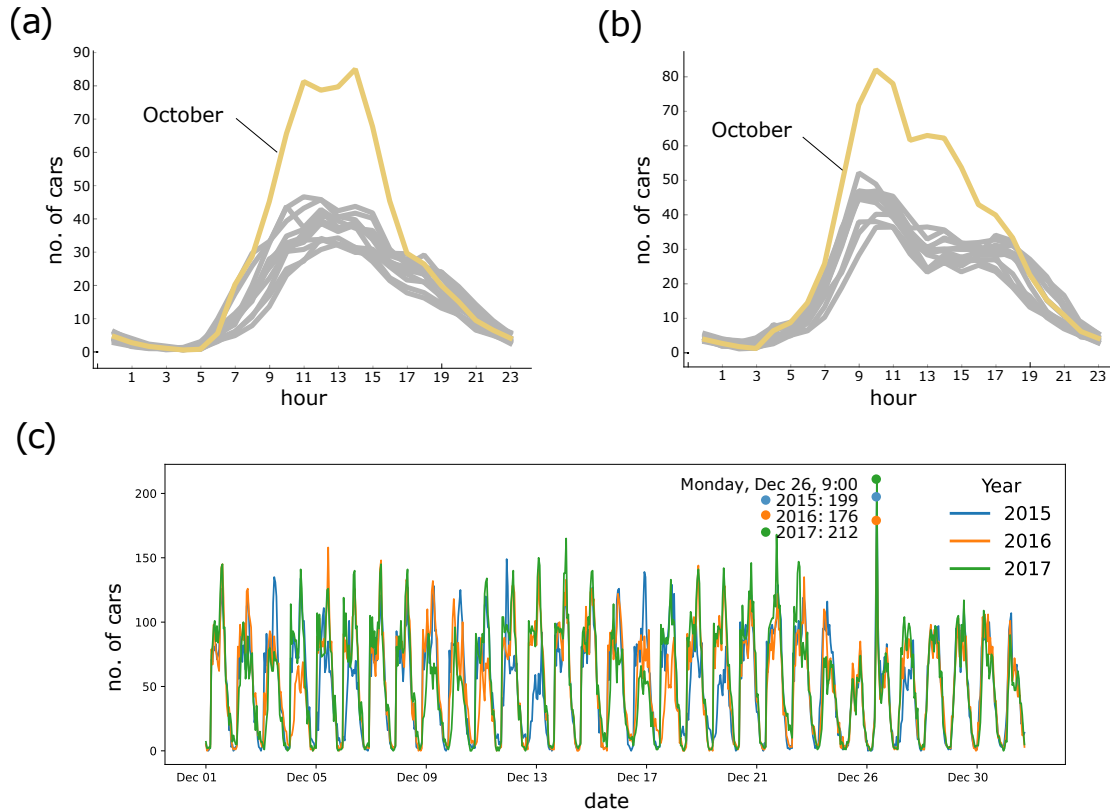 (a)
90
80
70
60
50
40
30
20
10
0
no. of cars
October
1 3 5 7 9 11 13 15 17 19 21 23
hour
(b)
80
70
60
50
40
30
20
10
0
no. of cars
October
1 3 5 7 9 11 13 15 17 19 21 23
hour
(c)
200
150
100
50
0
no. of cars
Monday, Dec 26, 9:00
2015: 199
2016: 176
2017: 212
Year
2015
2016
2017
Dec 01 Dec 05 Dec 09 Dec 13 Dec 17 Dec 21 Dec 26 Dec 30
date